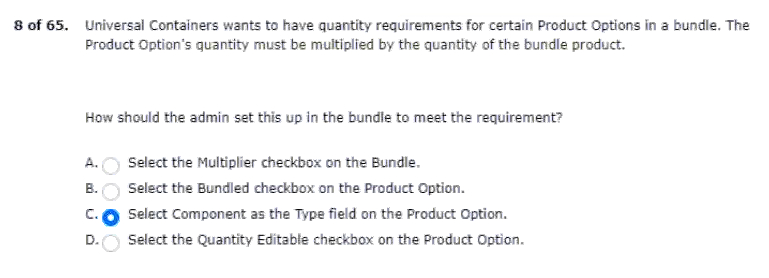 8 of 65. Universal Containers wants to have quantity requirements for certain Product Options in a bundle. The
Product Option's quantity must be multiplied by the quantity of the bundle product.
How should the admin set this up in the bundle to meet the requirement?
A. Select the Multiplier checkbox on the Bundle.
B. Select the Bundled checkbox on the Product Option.
C. Select Component as the Type field on the Product Option.
D. Select the Quantity Editable checkbox on the Product Option.